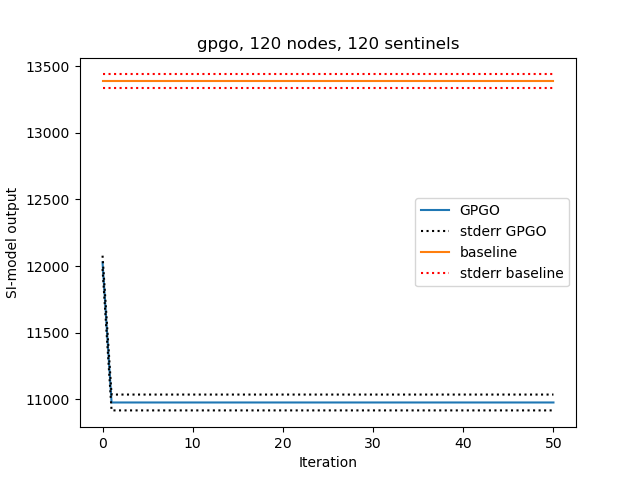 gpgo, 120 nodes, 120 sentinels
13500
13000
12500
12000
11500
11000
SI-model output
GPGO
stderr GPGO
baseline
stderr baseline
0 10 20 30 40 50
Iteration